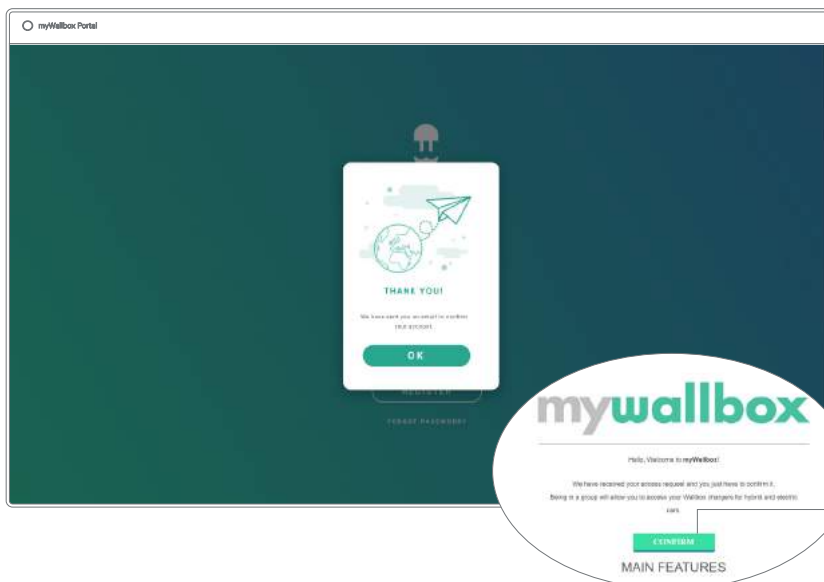 myWallbox Portal
THANK YOU!
We have sent you an email to confirm
your account.
OK
REGISTER
FORGOT PASSWORD?
mywallbox
Hello, Welcome to myWallbox!
We have received your access request and you just have to confirm it.
Being in a group will allow you to access your Wallbox chargers for hybrid and electric
cars.
CONFIRM
MAIN FEATURES